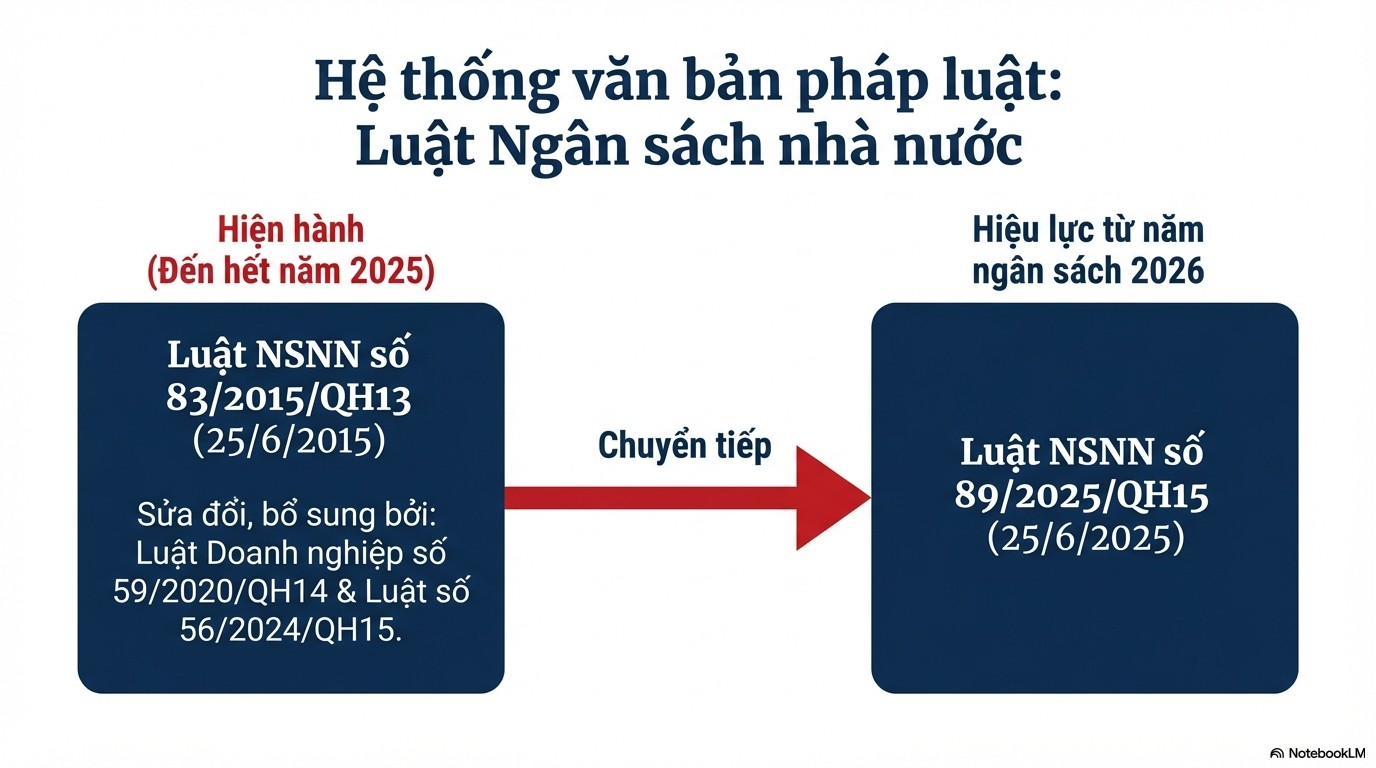 Hệ thống văn bản pháp luật:
Luật Ngân sách nhà nước
Hiện hành
(Đến hết năm 2025)
Luật NSNN số
83/2015/QH13
(25/6/2015)
Sửa đổi, bổ sung bởi:
Luật Doanh nghiệp số
59/2020/QH14 & Luật số
56/2024/QH15.
Chuyển tiếp
Hiệu lực từ năm
ngân sách 2026
Luật NSNN số
89/2025/QH15
(25/6/2025)
NotebookLM